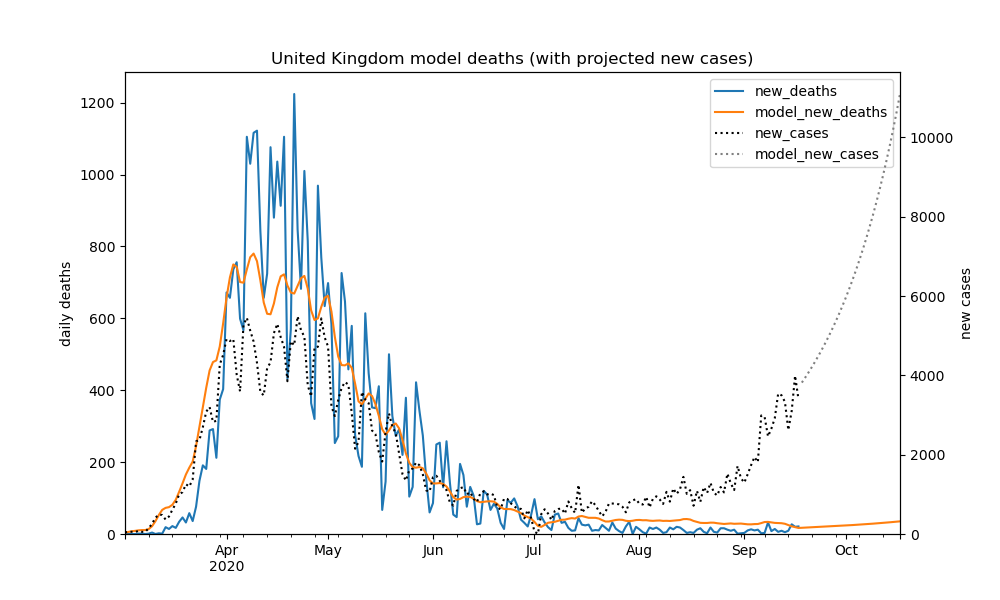 United Kingdom model deaths (with projected new cases)
new_deaths
model_new_deaths
new_cases
model_new_cases
daily deaths
1200
1000
800
600
400
200
0
new cases
10000
8000
6000
4000
2000
0
Apr
2020
May
Jun
Jul
Aug
Sep
Oct